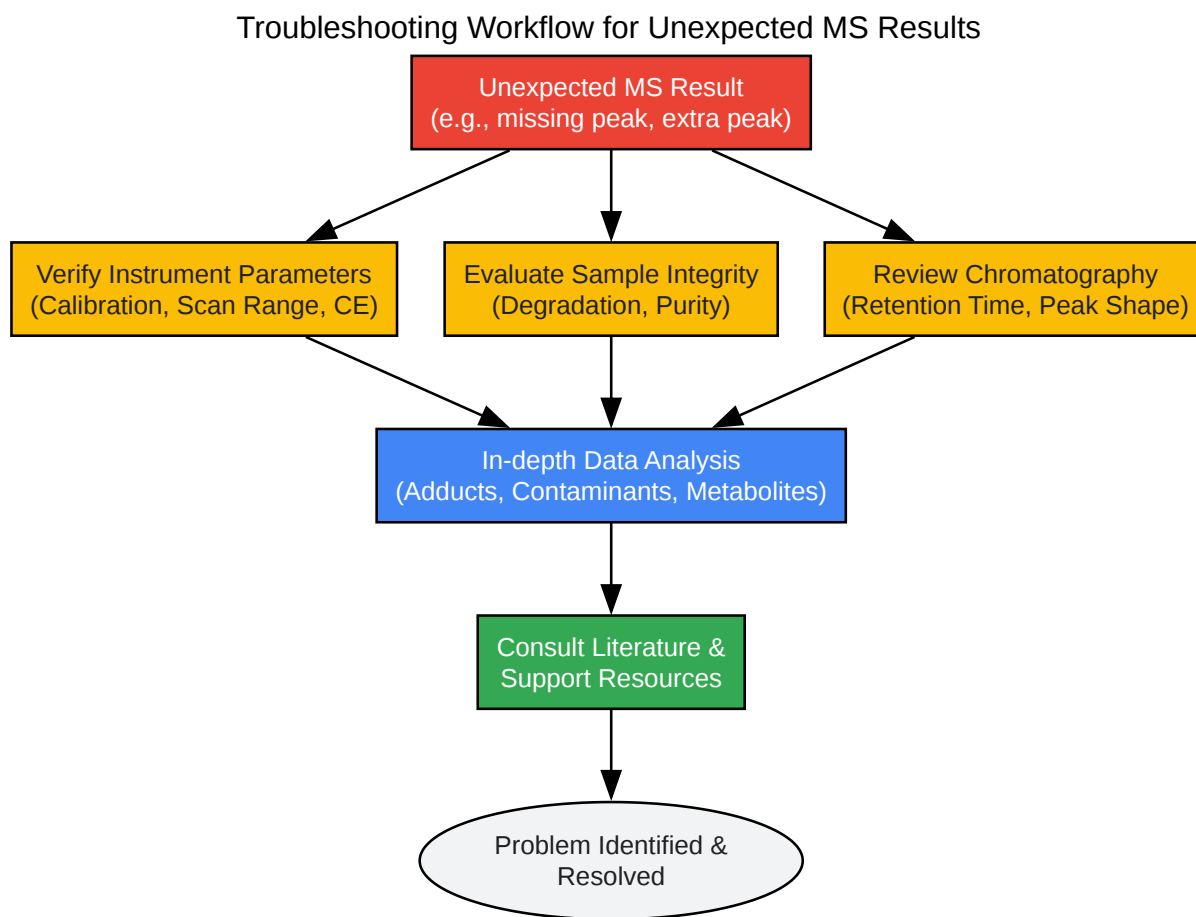 Troubleshooting Workflow for Unexpected MS Results
Unexpected MS Result
(e.g., missing peak, extra peak)
Verify Instrument Parameters
(Calibration, Scan Range, CE)
Evaluate Sample Integrity
(Degradation, Purity)
Review Chromatography
(Retention Time, Peak Shape)
In-depth Data Analysis
(Adducts, Contaminants, Metabolites)
Consult Literature &
Support Resources
Problem Identified &
Resolved